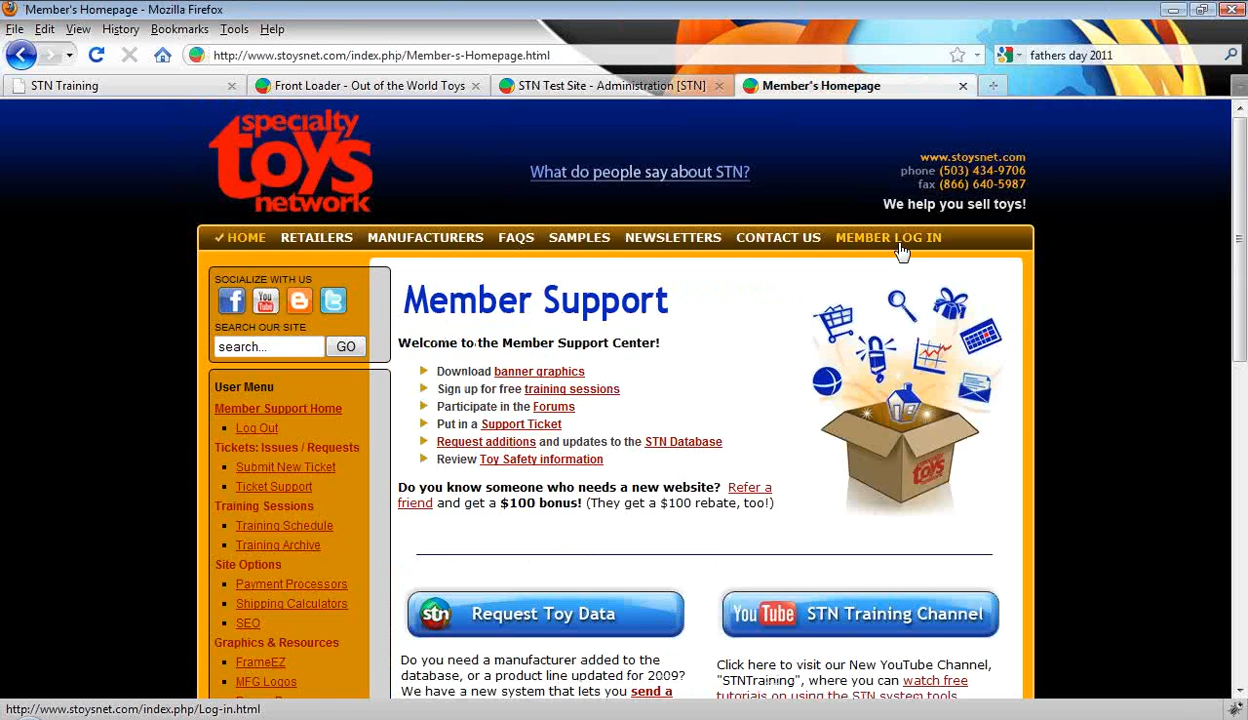 Member's Homepage - Mozilla Firefox
File Edit View History Bookmarks Tools Help
http://www.stoysnet.com/index.php/Member-s-Homepage.html
fathers day 2011
STN Training
Front Loader - Out of the World Toys
STN Test Site - Administration [STN]
Member's Homepage
specialty
toys
network
What do people say about STN?
www.stoysnet.com
phone (503) 434-9706
fax (866) 640-5987
We help you sell toys!
HOME RETAILERS MANUFACTURERS FAQS SAMPLES NEWSLETTERS CONTACT US MEMBER LOG IN
SOCIALIZE WITH US
You Tube
SEARCH OUR SITE
search... GO
User Menu
Member Support Home
Log Out
Tickets: Issues / Requests
Submit New Ticket
Ticket Support
Training Sessions
Training Schedule
Training Archive
Site Options
Payment Processors
Shipping Calculators
SEO
Graphics & Resources
FrameEZ
MFG Logos
Member Support
Welcome to the Member Support Center!
Download banner graphics
Sign up for free training sessions
Participate in the Forums
Put in a Support Ticket
Request additions and updates to the STN Database
Review Toy Safety information
Do you know someone who needs a new website? Refer a
friend and get a $100 bonus! (They get a $100 rebate, too!)
toys
stn Request Toy Data
Do you need a manufacturer added to the
database, or a product line updated for 2009?
We have a new system that lets you send a
YouTube STN Training Channel
Click here to visit our New YouTube Channel,
"STNTraining", where you can watch free
tutorials on using the STN system tools
http://www.stoysnet.com/index.php/Log-in.html